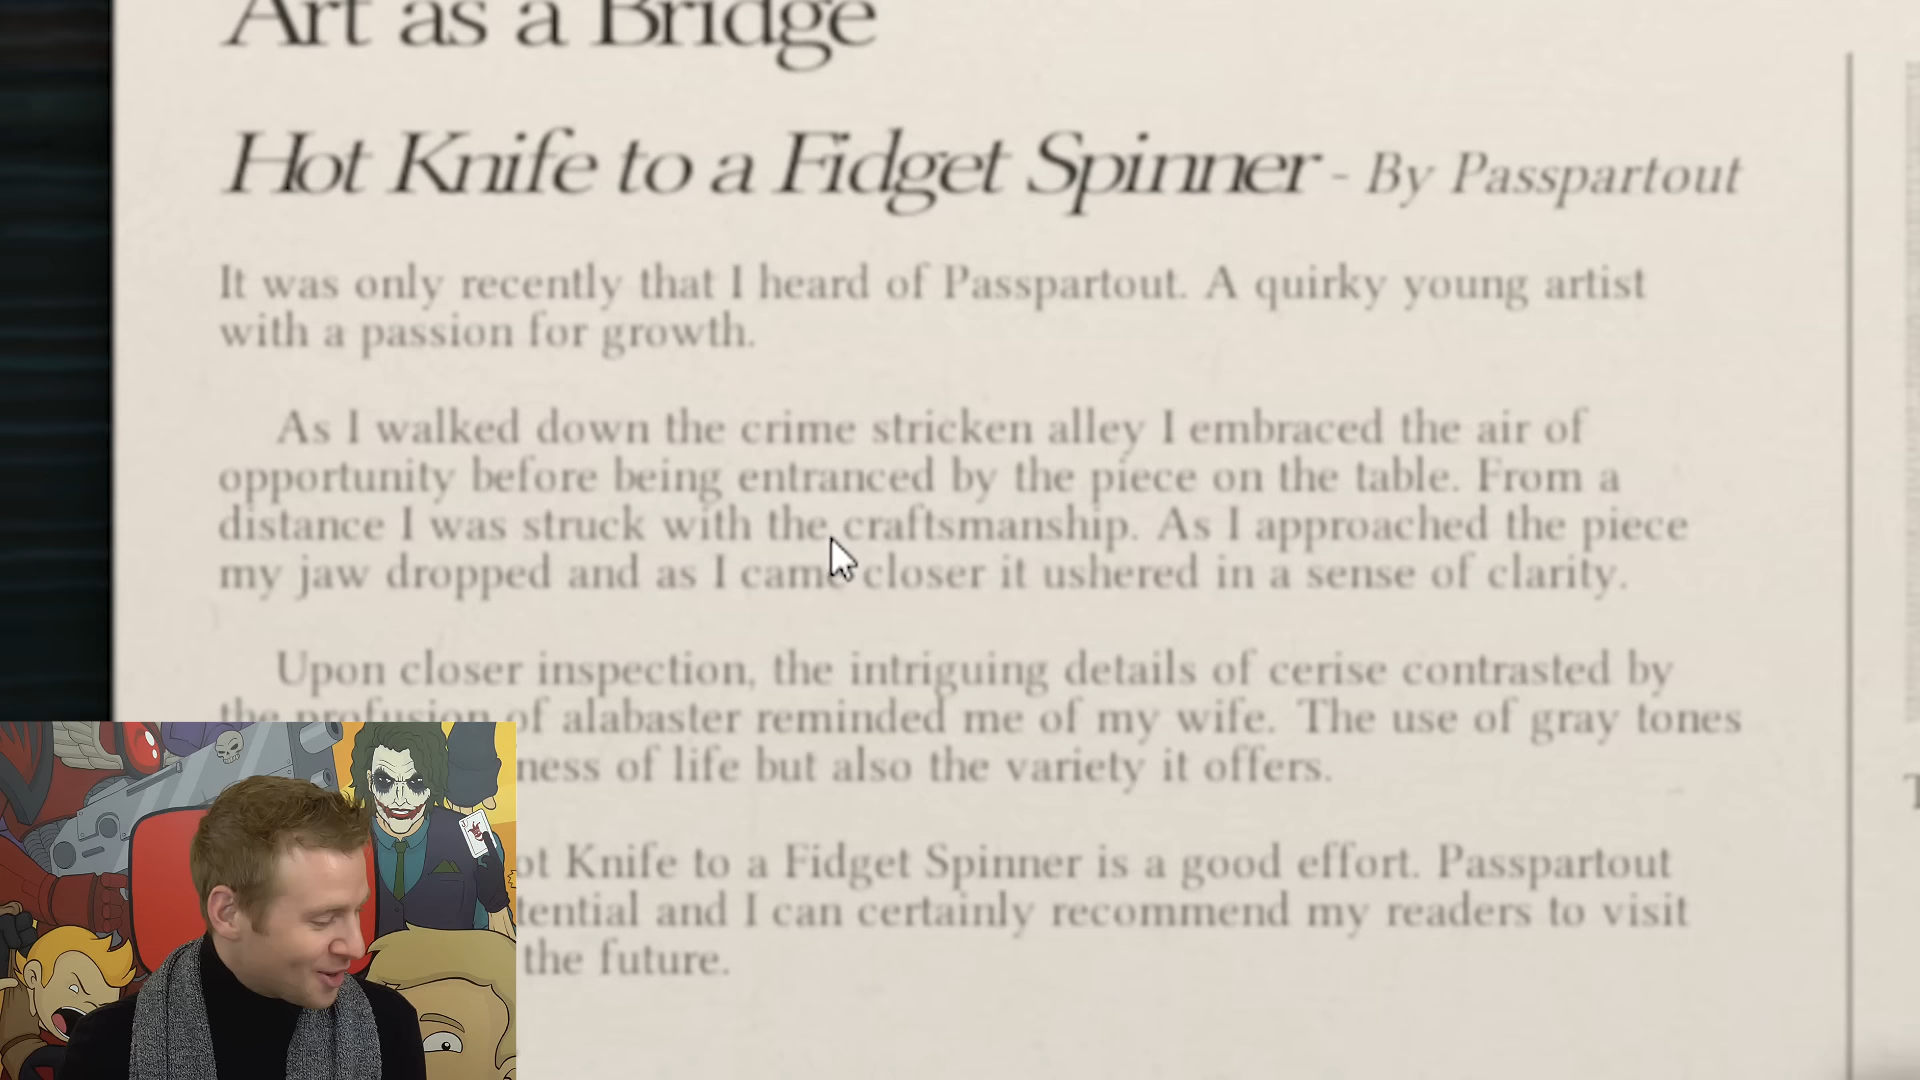 Art as a Bridge
Hot Knife to a Fidget Spinner - By Passpartout
It was only recently that I heard of Passpartout. A quirky young artist
with a passion for growth.
As I walked down the crime stricken alley I embraced the air of
opportunity before being entranced by the piece on the table. From a
distance I was struck with the craftsmanship. As I approached the piece
my jaw dropped and as I came closer it ushered in a sense of clarity.
Upon closer inspection, the intriguing details of cerise contrasted by
the profusion of alabaster reminded me of my wife. The use of gray tones
of life but also the variety it offers.
Knife to a Fidget Spinner is a good effort. Passpartout
and I can certainly recommend my readers to visit
the future.